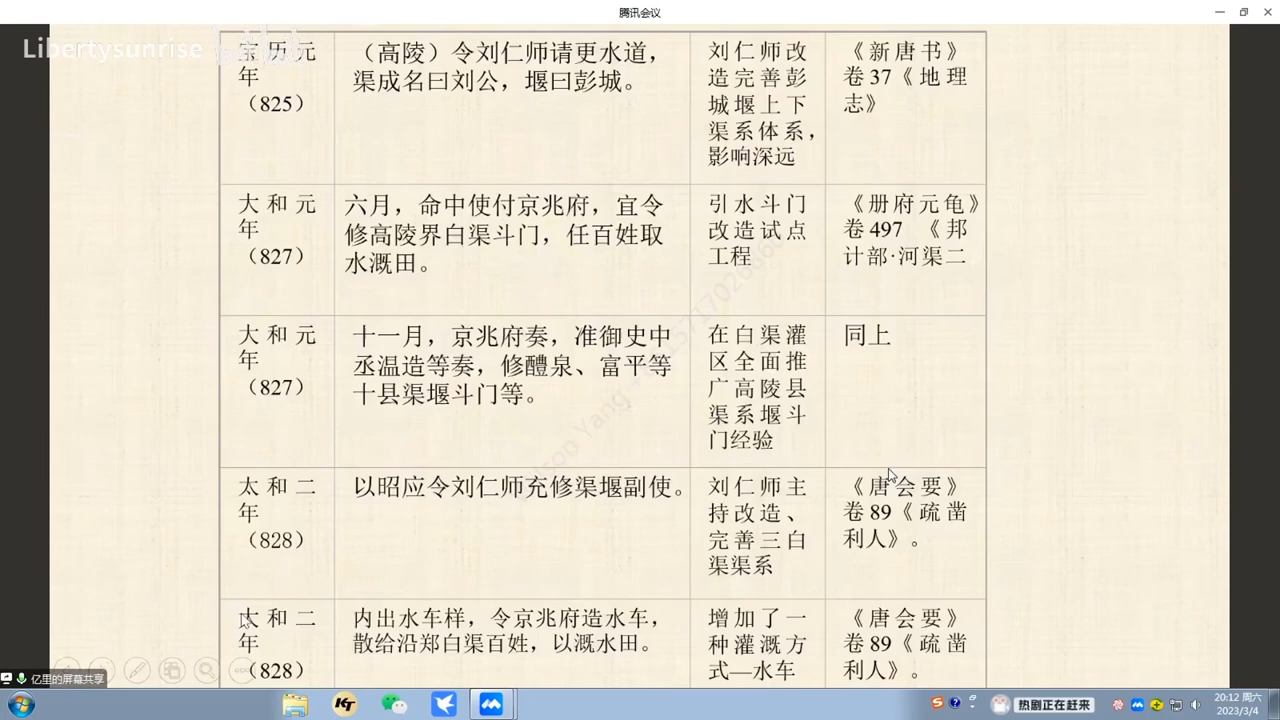 腾讯会议
Libertysunrise
宝历元
年
（825）
（高陵）令刘仁师请更水道，
渠成名曰刘公，堰曰彭城。
刘仁师改
造完善彭
城堰上下
渠系体系，
影响深远
《新唐书》
卷37《地理
志》
大和元
年
（827）
六月，命中使付京兆府，宜令
修高陵界白渠斗门，任百姓取
水溉田。
引水斗门
改造试点
工程
《册府元龟》
卷497 《邦
计部·河渠二
大和元
年
（827）
十一月，京兆府奏，准御史中
丞温造等奏，修醴泉、富平等
十县渠堰斗门等。
在白渠灌
区全面推
广高陵县
渠系堰斗
门经验
同上
太和二
年
（828）
以昭应令刘仁师充修渠堰副使。
刘仁师主
持改造、
完善三白
渠渠系
《唐会要》
卷89《疏凿
利人》。
大和二
年
（828）
内出水车样，令京兆府造水车，
散给沿郑白渠百姓，以溉水田。
增加了一
种灌溉方
式—水车
《唐会要》
卷89《疏凿
利人》。
亿里的屏幕共享
热剧正在赶来
20:12 周六
2023/3/4